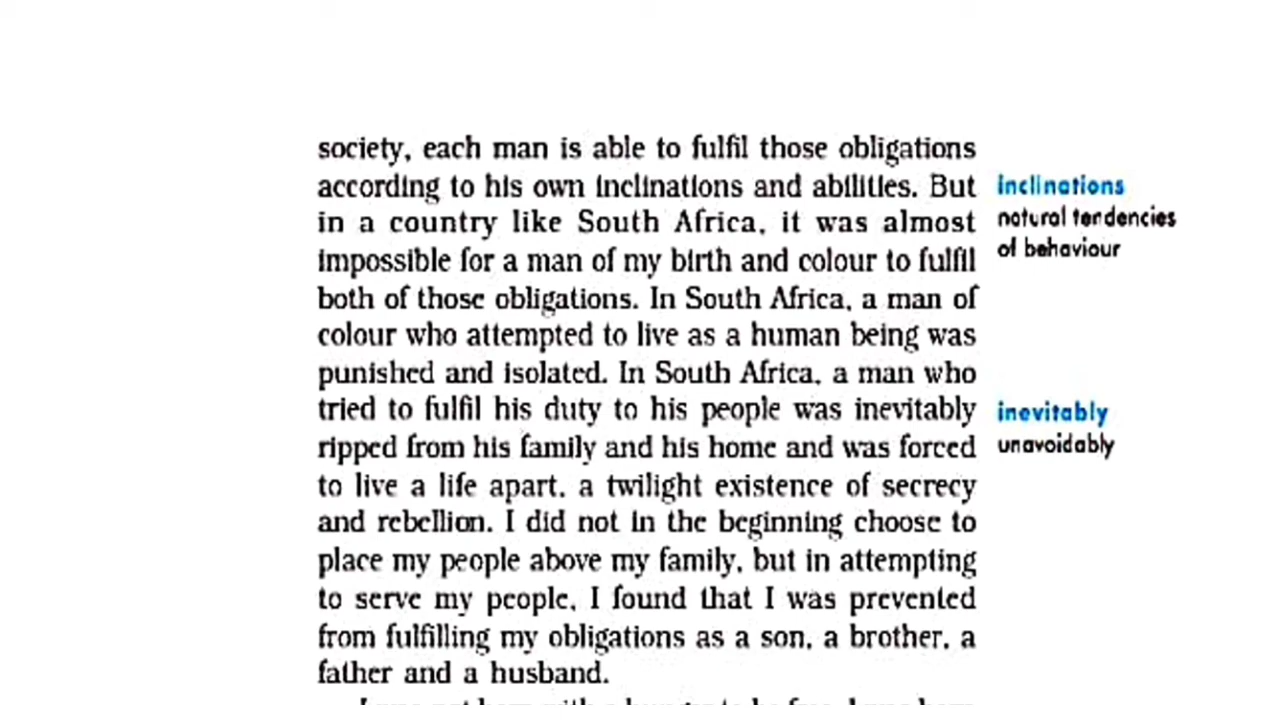 society, each man is able to fulfil those obligations
according to his own inclinations and abilities. But
in a country like South Africa, it was almost
impossible for a man of my birth and colour to fulfil
both of those obligations. In South Africa, a man of
colour who attempted to live as a human being was
punished and isolated. In South Africa, a man who
tried to fulfil his duty to his people was inevitably
ripped from his family and his home and was forced
to live a life apart, a twilight existence of secrecy
and rebellion. I did not in the beginning choose to
place my people above my family, but in attempting
to serve my people, I found that I was prevented
from fulfilling my obligations as a son, a brother, a
father and a husband.
inclinations
natural tendencies
of behaviour
inevitably
unavoidably